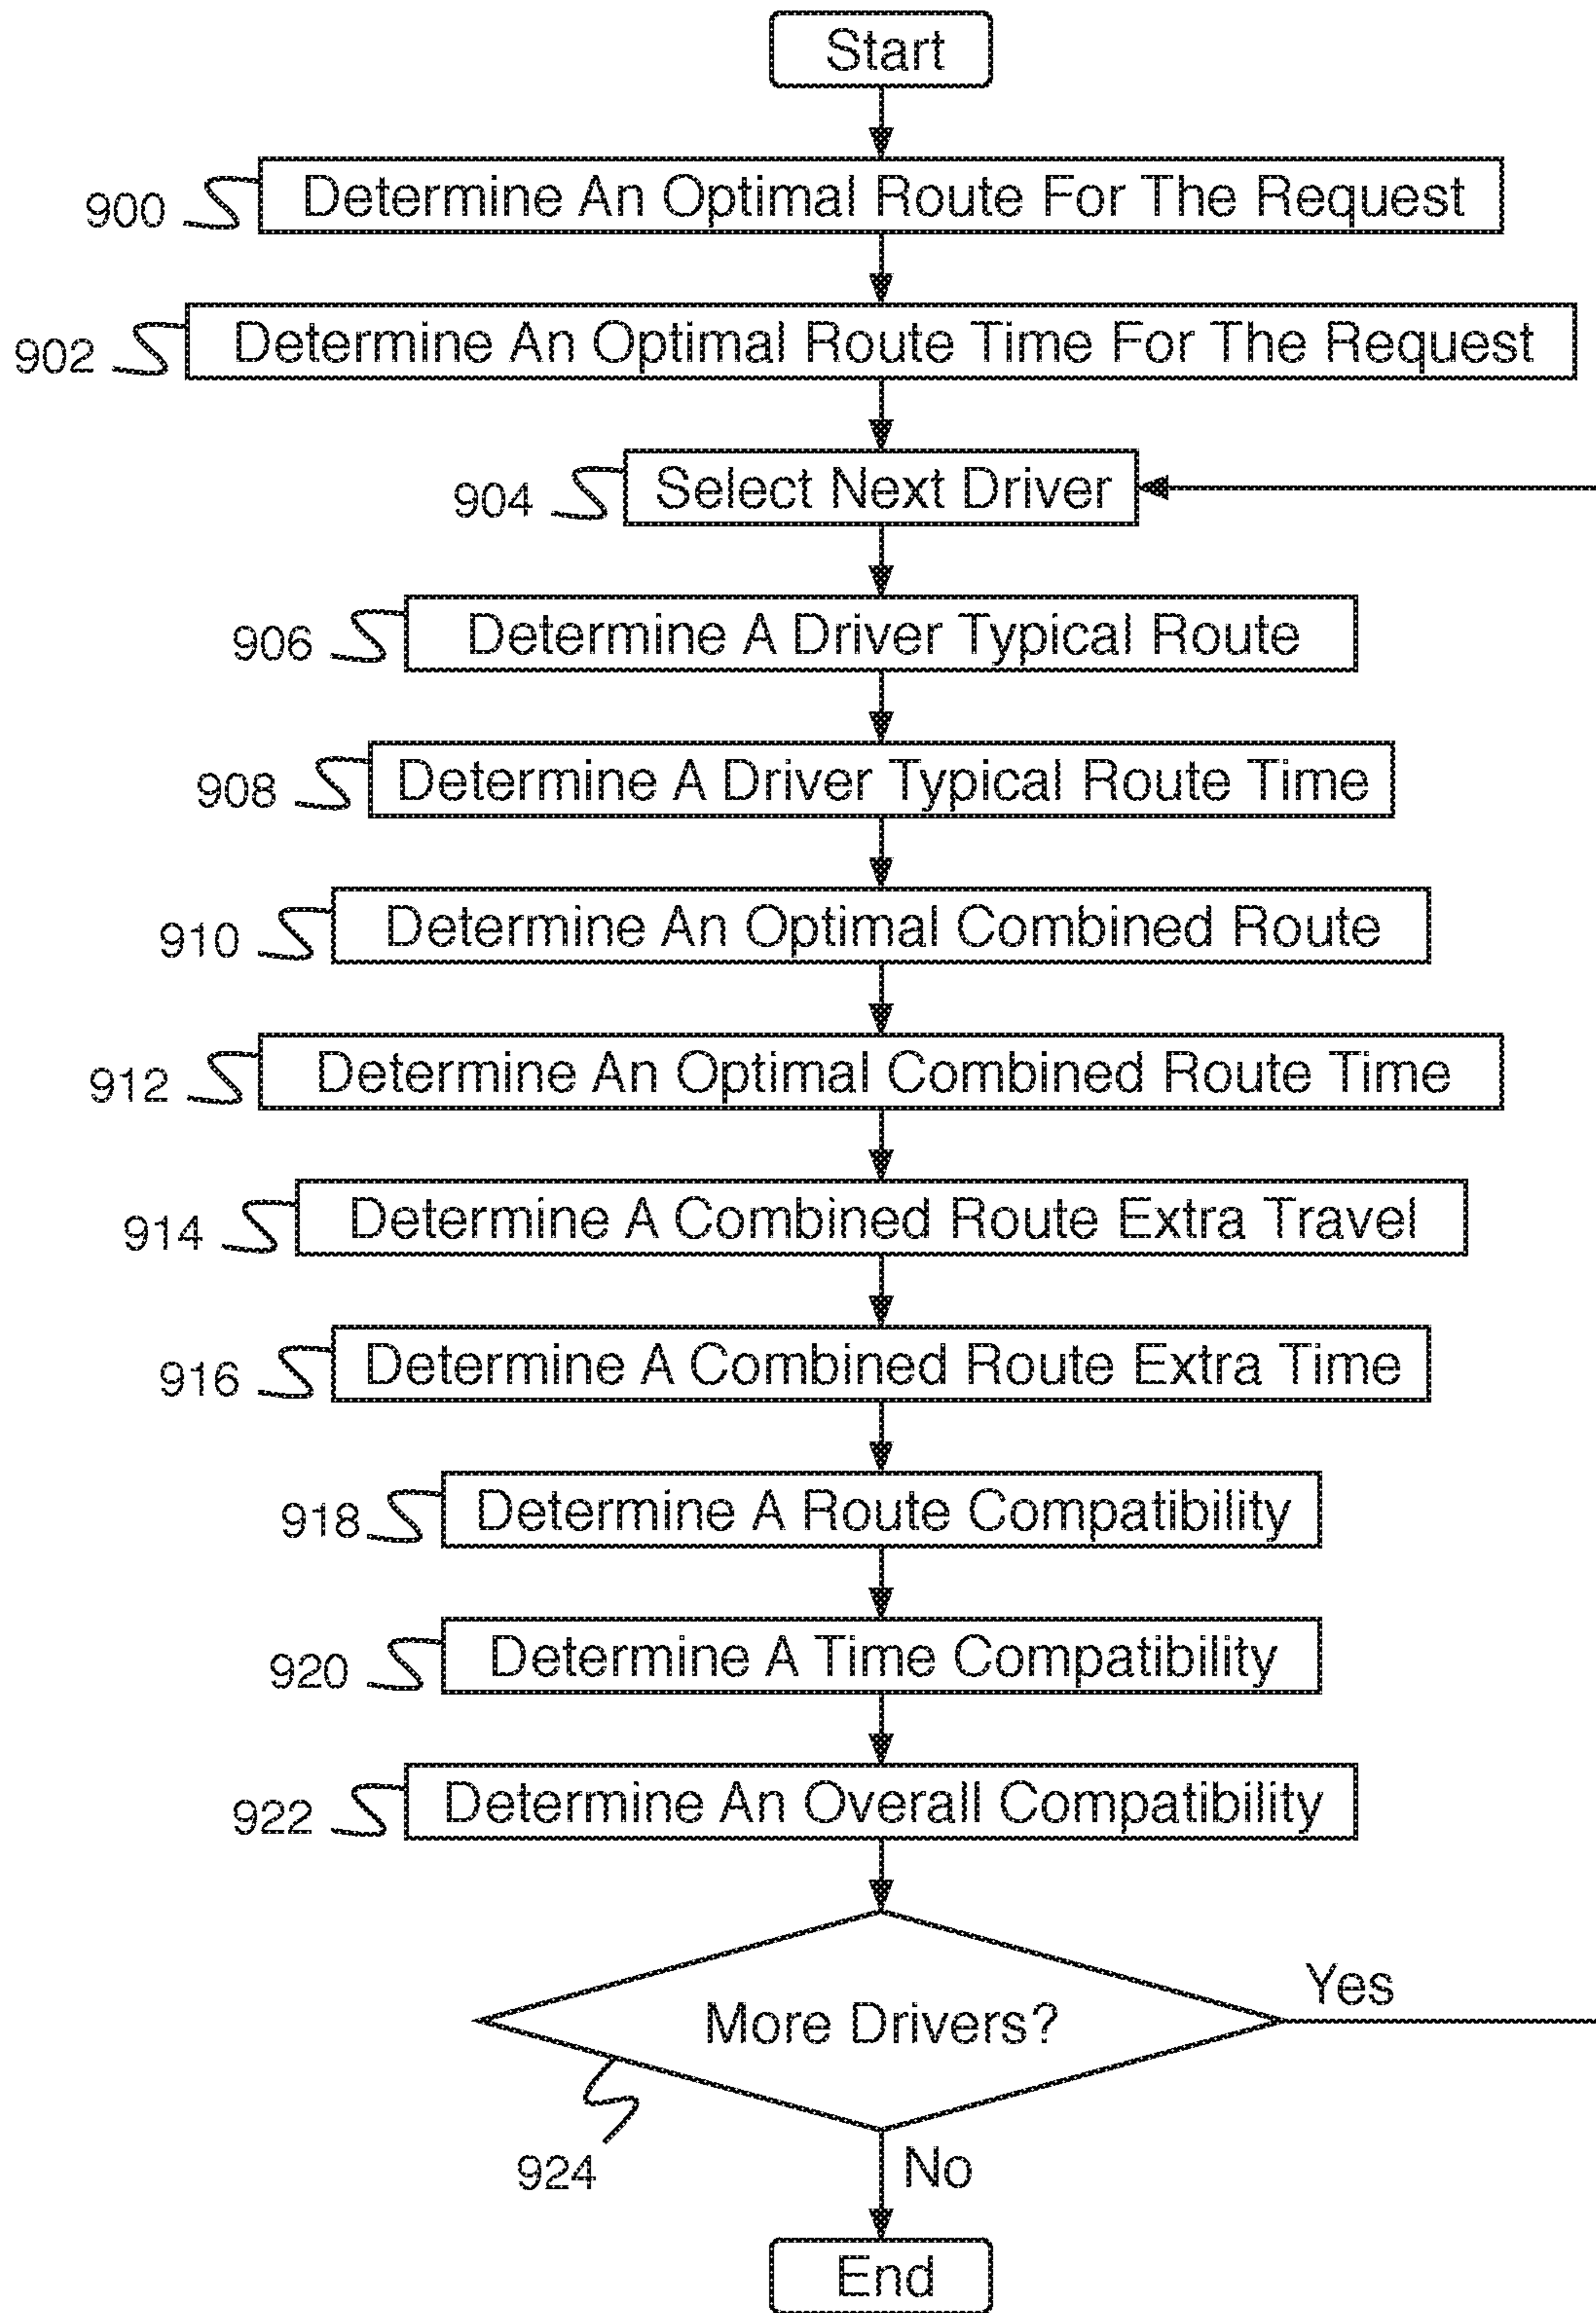 Start
900 Determine An Optimal Route For The Request
902 Determine An Optimal Route Time For The Request
904 Select Next Driver
906 Determine A Driver Typical Route
908 Determine A Driver Typical Route Time
910 Determine An Optimal Combined Route
912 Determine An Optimal Combined Route Time
914 Determine A Combined Route Extra Travel
916 Determine A Combined Route Extra Time
918 Determine A Route Compatibility
920 Determine A Time Compatibility
922 Determine An Overall Compatibility
Yes
More Drivers?
924
No
End